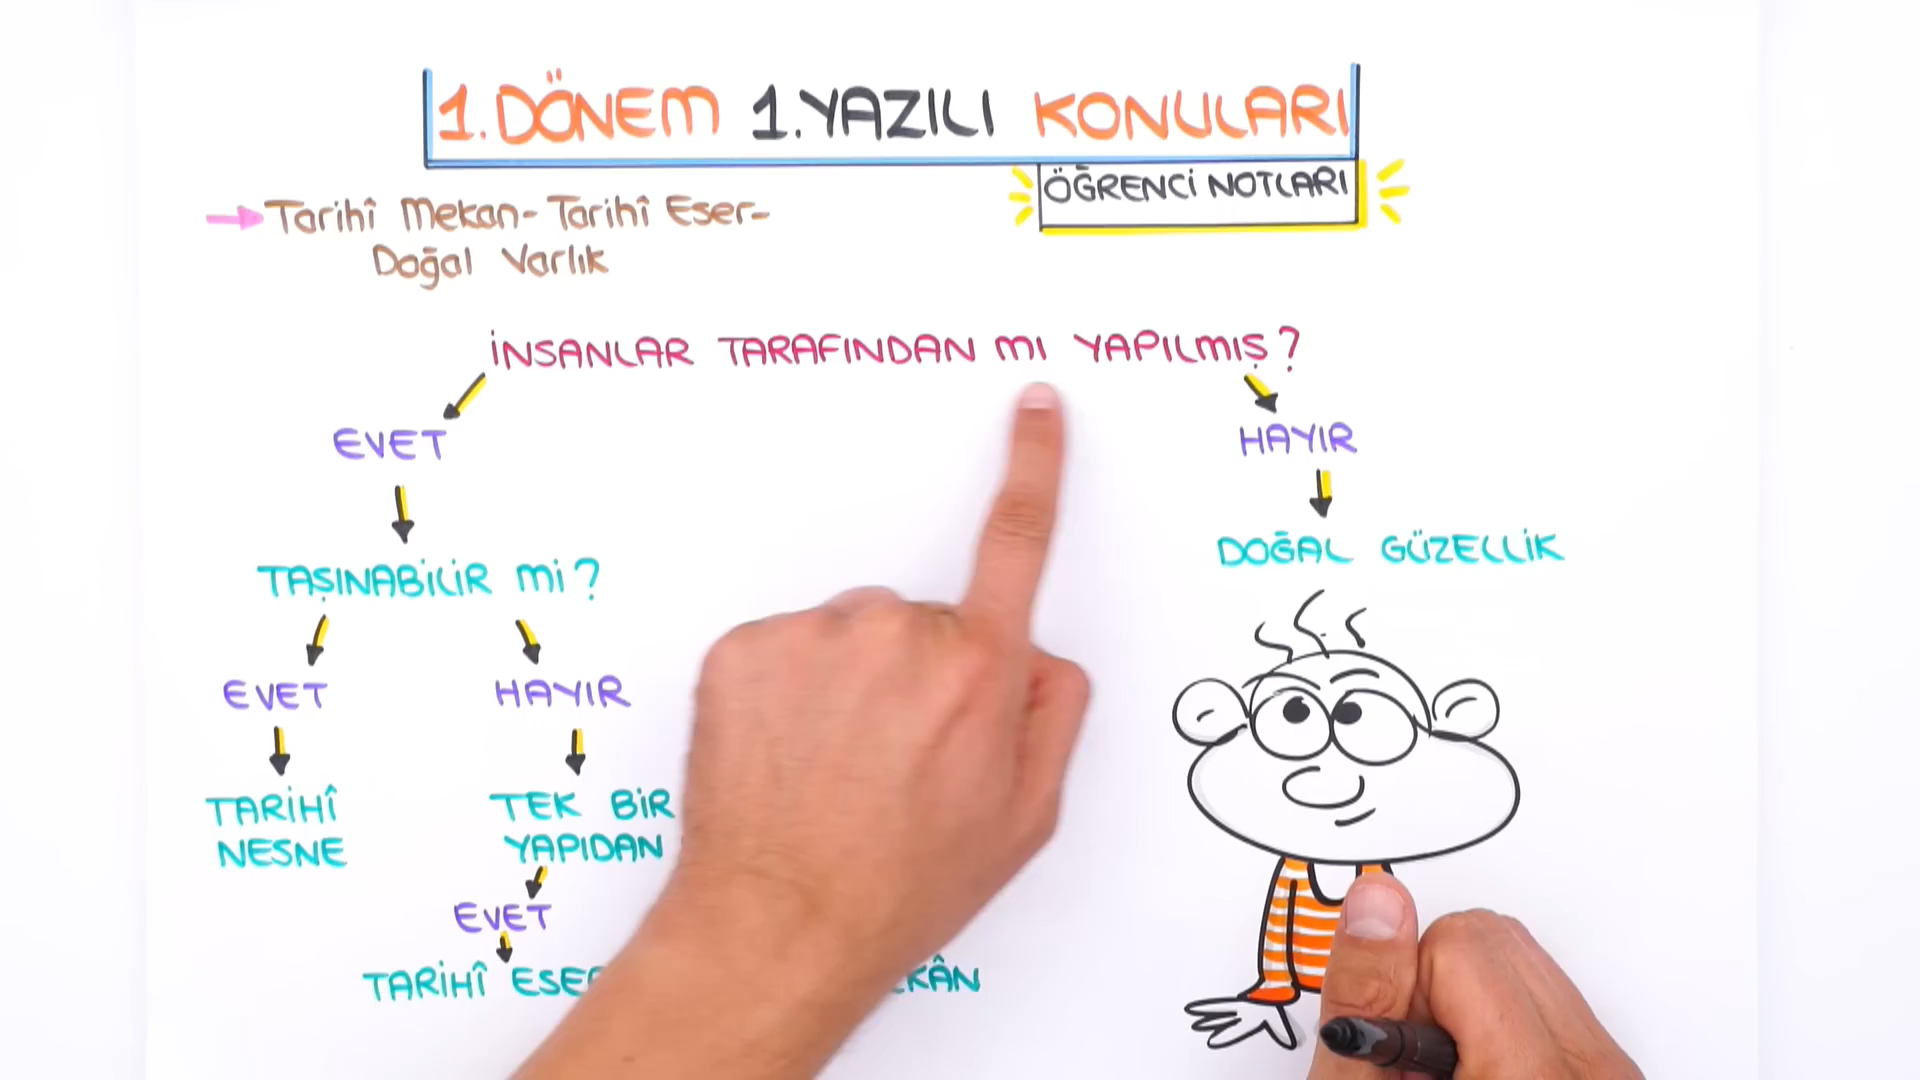 1.DÖNEM 1.YAZILI KONULARI
ÖĞRENCİ NOTLARI
Tarihî Mekan-Tarihî Eser-
Doğal Varlık
İNSANLAR TARAFINDAN MI YAPILMIŞ?
EVET
HAYIR
TAŞINABİLİR Mİ?
DOĞAL GÜZELLİK
EVET
HAYIR
TARİHÎ
NESNE
TEK BİR
YAPIDAN
EVET
TARİHÎ